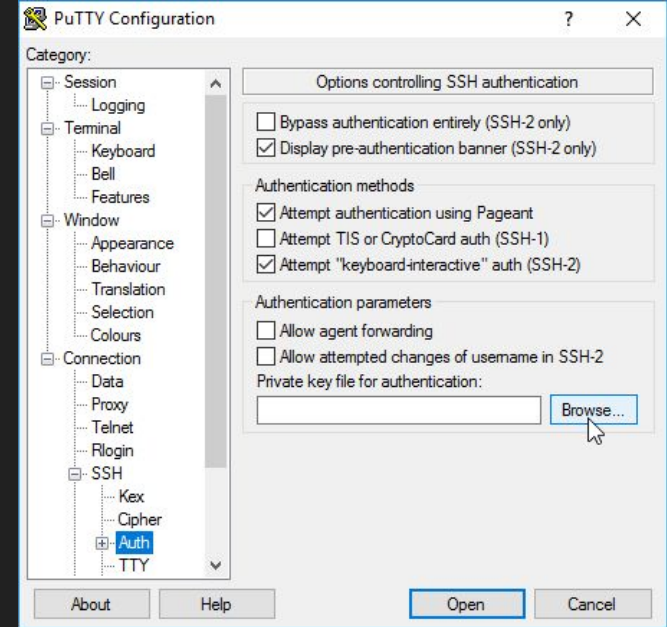 PuTTY Configuration
?
Category:
Session
Logging
Terminal
Keyboard
Bell
Features
Window
Appearance
Behaviour
Translation
Selection
Colours
Connection
Data
Proxy
Telnet
Rlogin
SSH
Kex
Cipher
Auth
TTY
Options controlling SSH authentication
Bypass authentication entirely (SSH-2 only)
Display pre-authentication banner (SSH-2 only)
Authentication methods
Attempt authentication using Pageant
Attempt TIS or CryptoCard auth (SSH-1)
Attempt "keyboard-interactive" auth (SSH-2)
Authentication parameters
Allow agent forwarding
Allow attempted changes of username in SSH-2
Private key file for authentication:
Browse...
About
Help
Open
Cancel